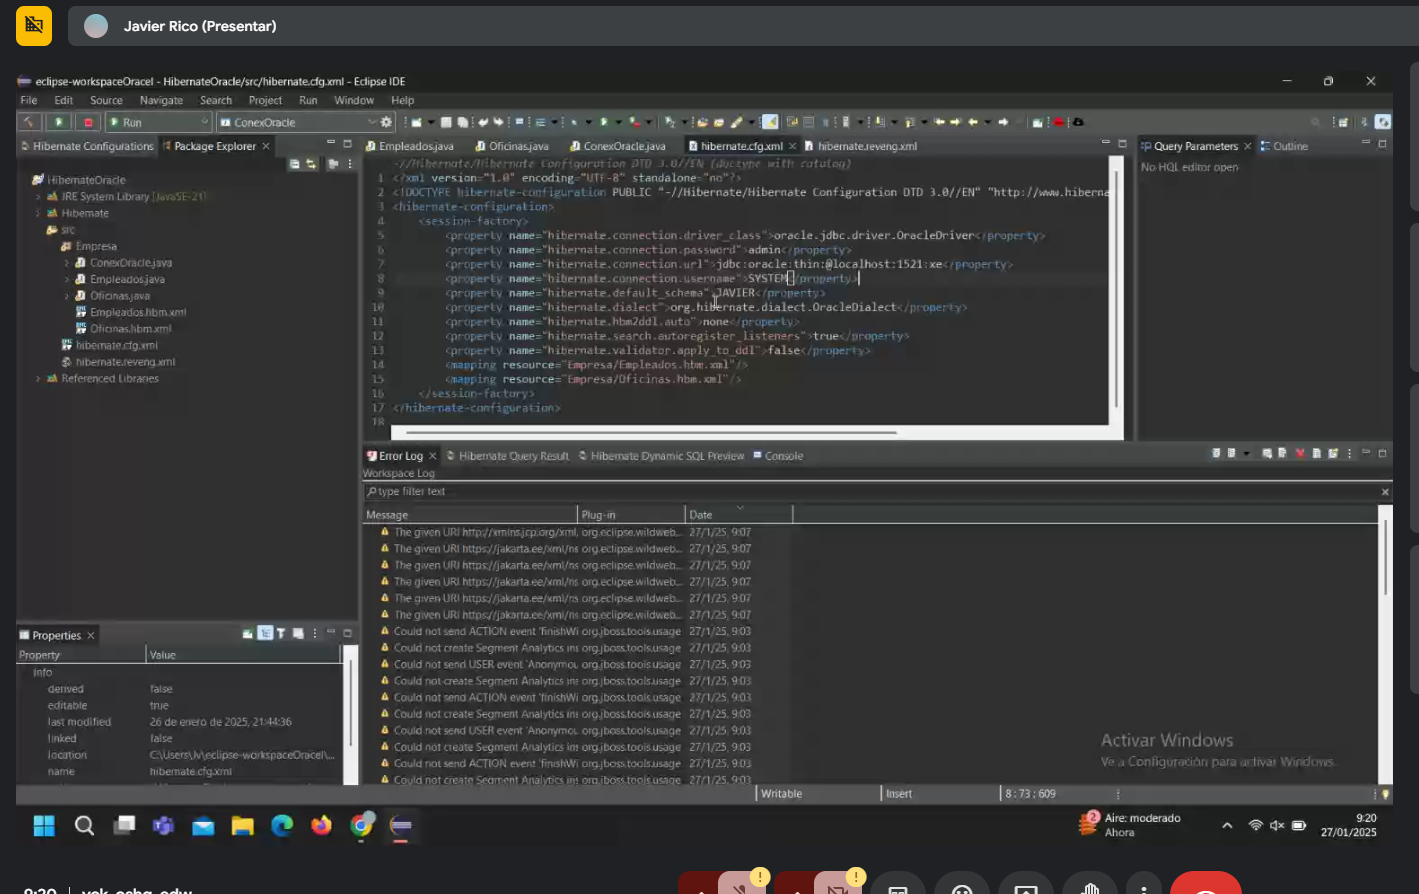 Javier Rico (Presentar)
eclipse-workspaceOracel - HibernateOracle/src/hibernate.cfg.xml - Eclipse IDE
File Edit Source Navigate Search Project Run Window Help
Run ConexOracle
Hibernate Configurations Package Explorer
HibernateOracle
JRE System Library [JavaSE-21]
Hibernate
src
Empresa
ConexOracle.java
Empleados.java
Oficinas.java
Empleados.hbm.xml
Oficinas.hbm.xml
hibernate.cfg.xml
hibernate.reveng.xml
Referenced Libraries
Empleados.java Oficinas.java ConexOracle.java hibernate.cfg.xml hibernate.reveng.xml
-//Hibernate/Hibernate Configuration DTD 3.0//EN (doctype with catalog)
1 <?xml version="1.0" encoding="UTF-8" standalone="no"?>
2 <!DOCTYPE hibernate-configuration PUBLIC "-//Hibernate/Hibernate Configuration DTD 3.0//EN" "http://www.hiberna
3 <hibernate-configuration>
4 <session-factory>
5 <property name="hibernate.connection.driver_class">oracle.jdbc.driver.OracleDriver</property>
6 <property name="hibernate.connection.password">admin</property>
7 <property name="hibernate.connection.url">jdbc:oracle:thin:@localhost:1521:xe</property>
8 <property name="hibernate.connection.username">SYSTEM</property>
9 <property name="hibernate.default_schema">JAVIER</property>
10 <property name="hibernate.dialect">org.hibernate.dialect.OracleDialect</property>
11 <property name="hibernate.hbm2ddl.auto">none</property>
12 <property name="hibernate.search.autoregister_listeners">true</property>
13 <property name="hibernate.validator.apply_to_ddl">false</property>
14 <mapping resource="Empresa/Empleados.hbm.xml"/>
15 <mapping resource="Empresa/Oficinas.hbm.xml"/>
16 </session-factory>
17 </hibernate-configuration>
18
Query Parameters Outline
No HQL editor open
Error Log Hibernate Query Result Hibernate Dynamic SQL Preview Console
Workspace Log
type filter text
Message Plug-in Date
The given URI http://xmlns.jcp.org/xml, org.eclipse.wildweb... 27/1/25, 9:07
The given URI https://jakarta.ee/xml/ns org.eclipse.wildweb... 27/1/25, 9:07
The given URI https://jakarta.ee/xml/ns org.eclipse.wildweb... 27/1/25, 9:07
The given URI https://jakarta.ee/xml/ns org.eclipse.wildweb... 27/1/25, 9:07
The given URI https://jakarta.ee/xml/ns org.eclipse.wildweb... 27/1/25, 9:07
The given URI https://jakarta.ee/xml/ns org.eclipse.wildweb... 27/1/25, 9:07
Could not send ACTION event 'finishWi org.jboss.tools.usage 27/1/25, 9:03
Could not create Segment Analytics ins org.jboss.tools.usage 27/1/25, 9:03
Could not send USER event 'Anonymou org.jboss.tools.usage 27/1/25, 9:03
Could not create Segment Analytics ins org.jboss.tools.usage 27/1/25, 9:03
Could not send ACTION event 'finishWi org.jboss.tools.usage 27/1/25, 9:03
Could not create Segment Analytics ins org.jboss.tools.usage 27/1/25, 9:03
Could not send USER event 'Anonymou org.jboss.tools.usage 27/1/25, 9:03
Could not create Segment Analytics ins org.jboss.tools.usage 27/1/25, 9:03
Could not send ACTION event 'finishWi org.jboss.tools.usage 27/1/25, 9:03
Could not create Segment Analytics ins org.jboss.tools.usage 27/1/25, 9:03
Properties
Property Value
info
derived false
editable true
last modified 26 de enero de 2025, 21:44:36
linked false
location C:\Users\Jv\eclipse-workspaceOracel\...
name hibernate.cfg.xml
Activar Windows
Ve a Configuración para activar Windows.
Writable Insert 8 : 73 : 609
2 Aire: moderado
Ahora
9:20
27/01/2025
9:20